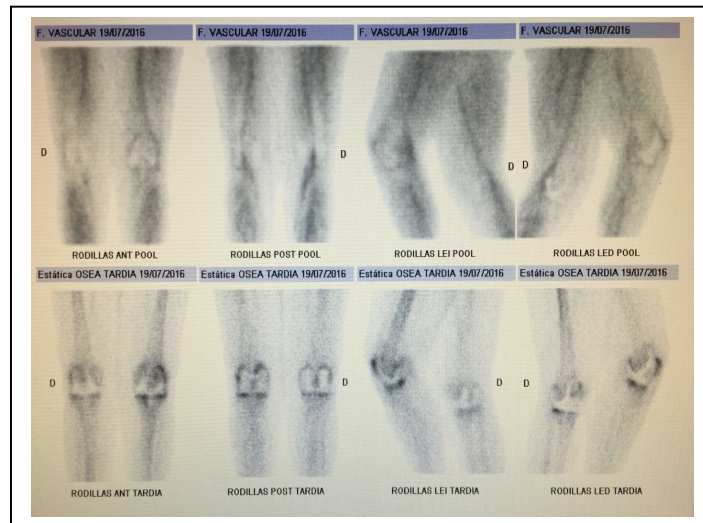 F. VASCULAR 19/07/2016
F. VASCULAR 19/07/2016
F. VASCULAR 19/07/2016
F. VASCULAR 19/07/2016
D
D
D
D
RODILLAS ANT POOL
RODILLAS POST POOL
RODILLAS LEI POOL
RODILLAS LED POOL
Estática OSEA TARDIA 19/07/2016
Estática OSEA TARDIA 19/07/2016
Estática OSEA TARDIA 19/07/2016
Estática OSEA TARDIA 19/07/2016
D
D
D
D
RODILLAS ANT TARDIA
RODILLAS POST TARDIA
RODILLAS LEI TARDIA
RODILLAS LED TARDIA